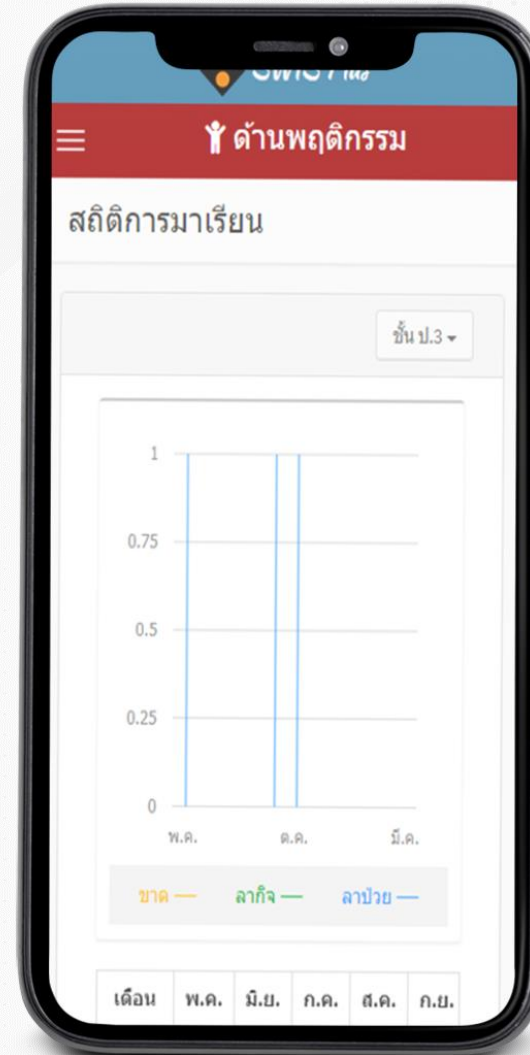 ด้านพฤติกรรม
สถิติการมาเรียน
ชั้น ป.3
1
0.75
0.5
0.25
0
พ.ค. ต.ค. มี.ค.
ขาด ลากิจ ลาป่วย
เดือน พ.ค. มิ.ย. ก.ค. ส.ค. ก.ย.